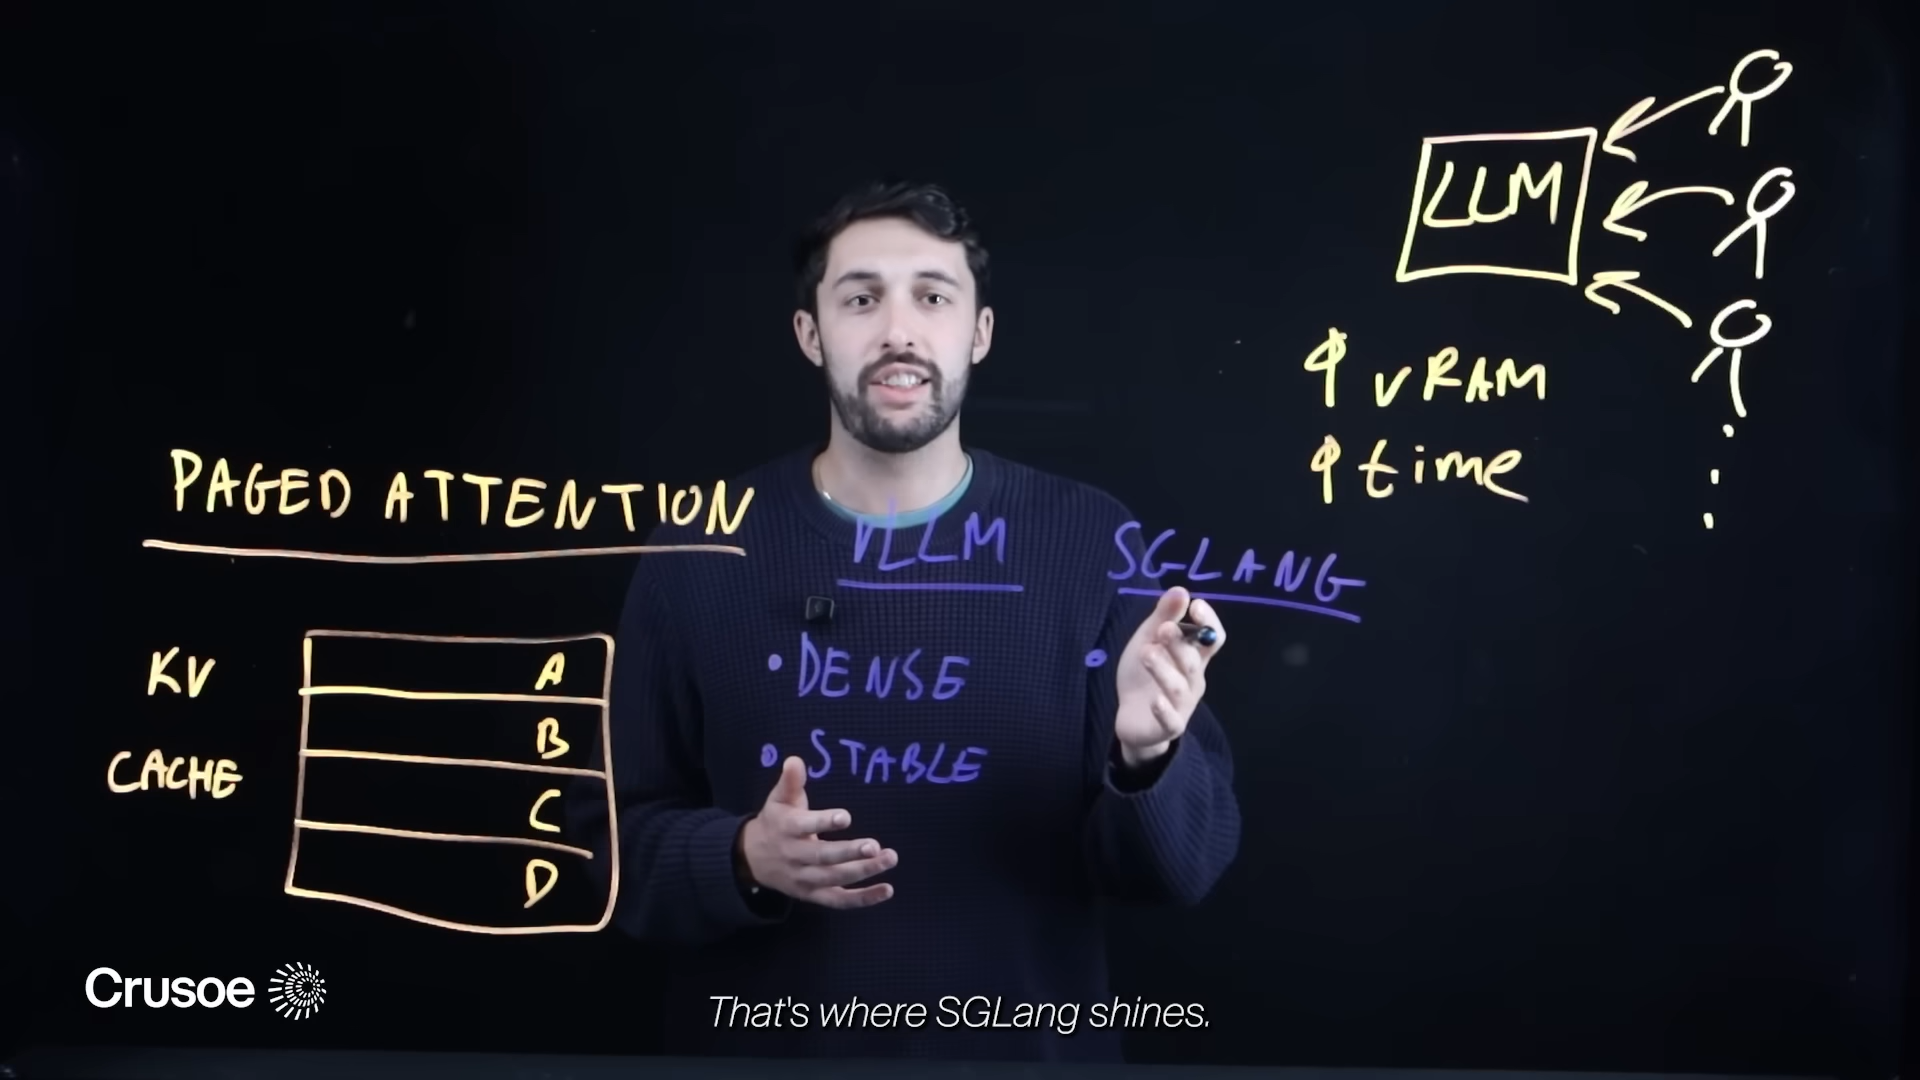 LLM
↑ VRAM
↑ time
PAGED ATTENTION
VLLM
SGLANG
KV
CACHE
A
B
C
D
• DENSE
• STABLE
•
Crusoe
That's where SGLang shines.